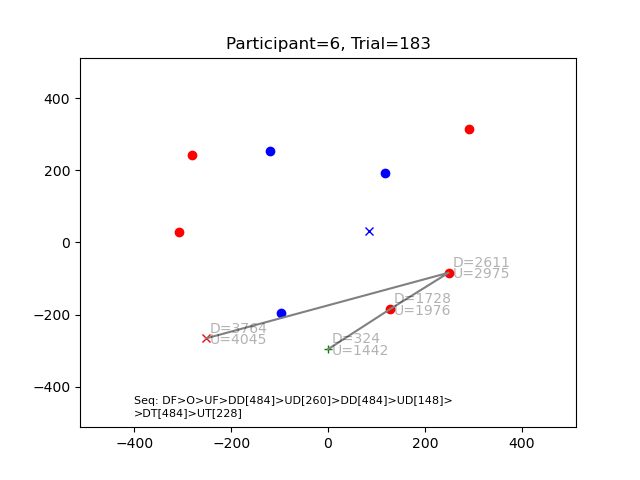 Participant=6, Trial=183
400
200
0
−200
−400
D=2611
U=2975
D=1728
U=1976
D=3764
U=4045
D=324
U=1442
Seq: DF>O>UF>DD[484]>UD[260]>DD[484]>UD[148]>
>DT[484]>UT[228]
−400 −200 0 200 400